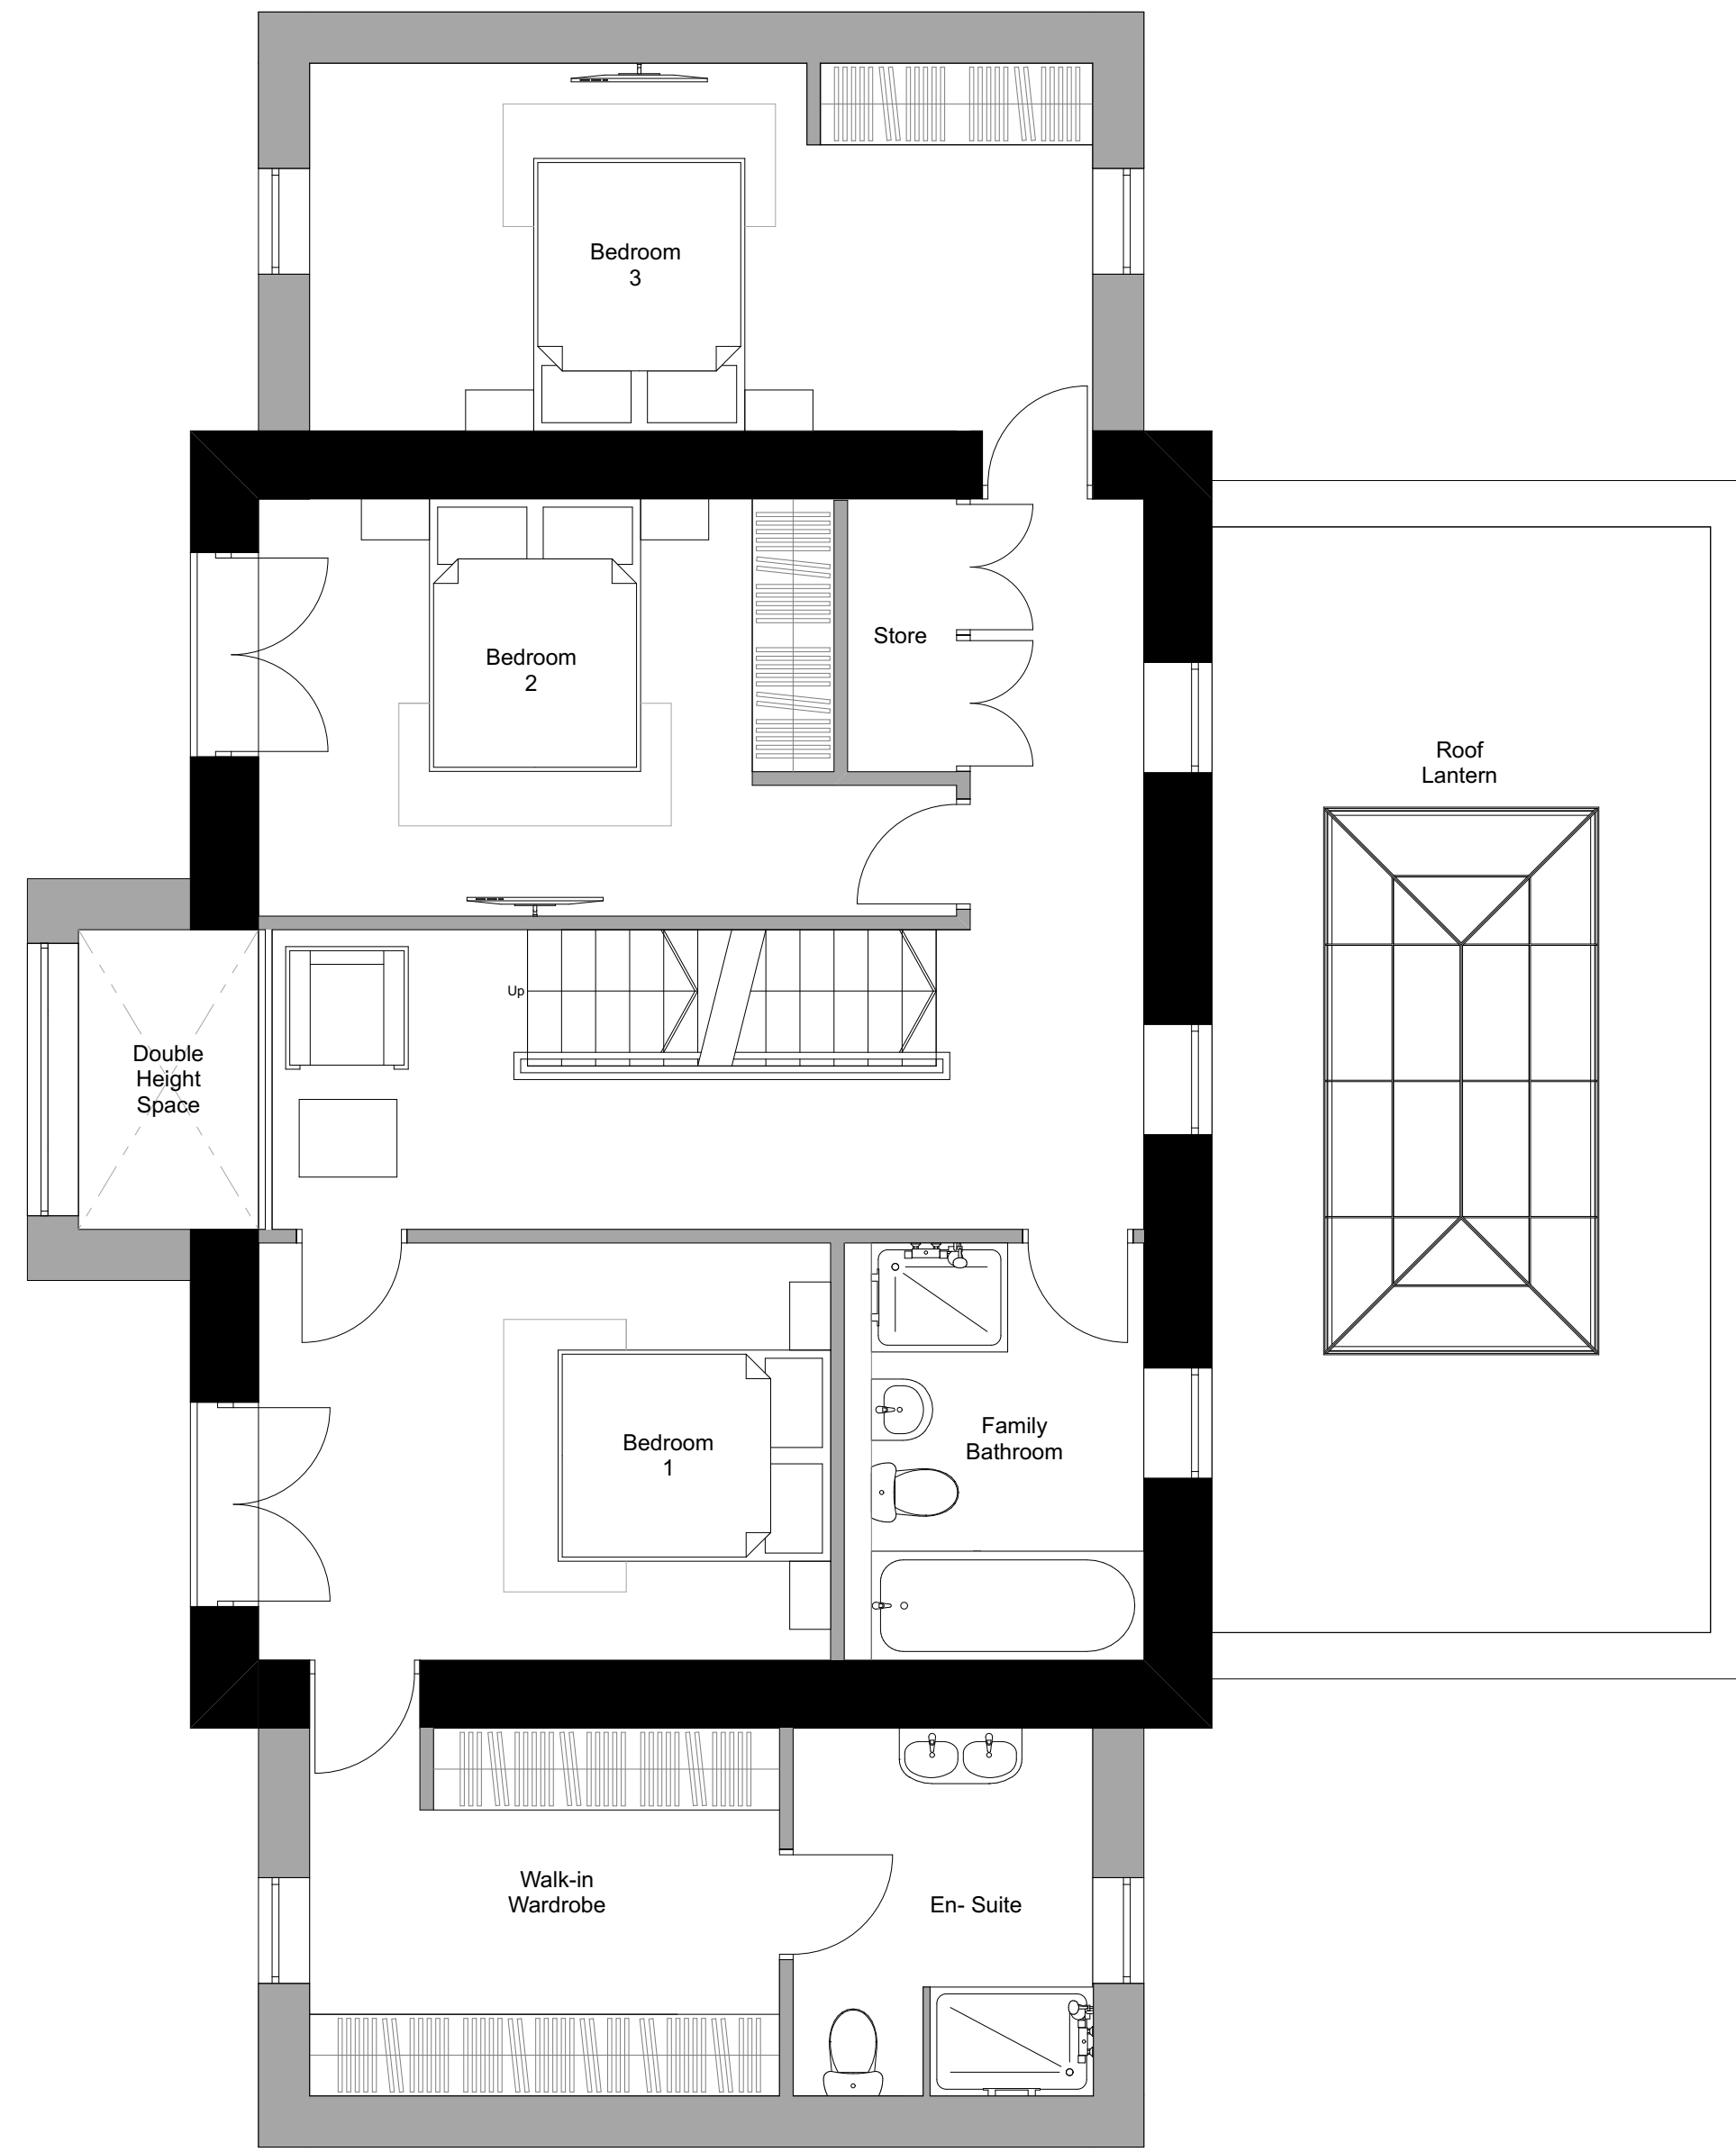 Bedroom
3
Bedroom
2
Store
Roof
Lantern
Up
Double
Height
Space
Bedroom
1
Family
Bathroom
Walk-in
Wardrobe
En- Suite